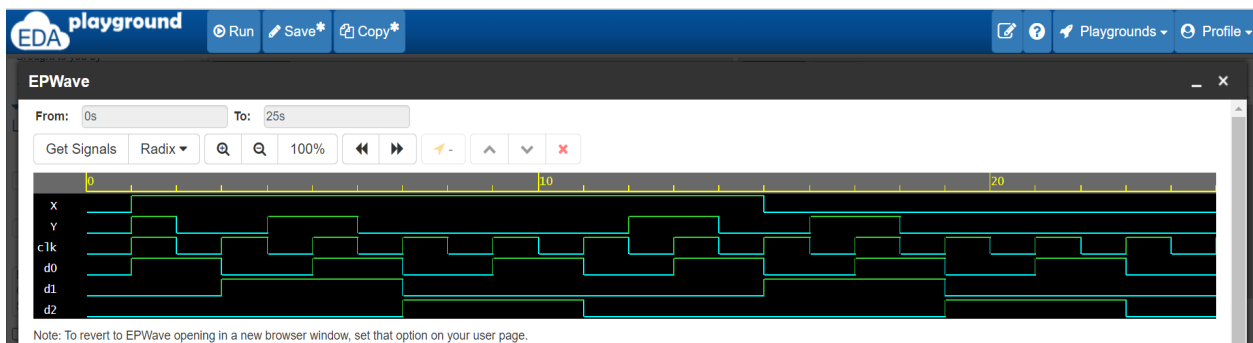 EDA playground Run Save* Copy* Playgrounds Profile
EPWave
From: 0s To: 25s
Get Signals Radix 100% -
0 10 20
X
Y
clk
d0
d1
d2
Note: To revert to EPWave opening in a new browser window, set that option on your user page.